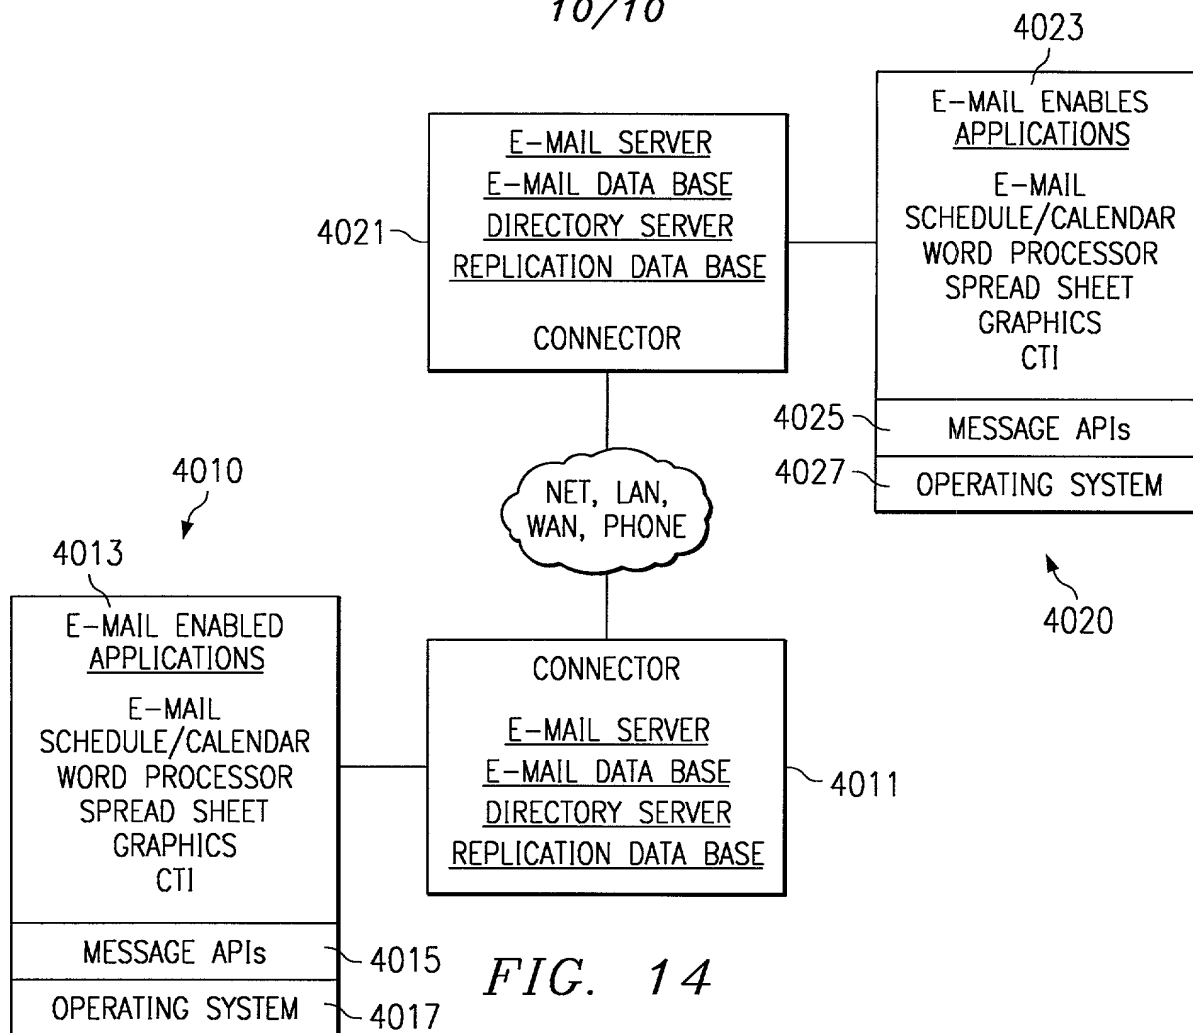 10/10
4023
E-MAIL ENABLES
APPLICATIONS
E-MAIL
SCHEDULE/CALENDAR
WORD PROCESSOR
SPREAD SHEET
GRAPHICS
CTI
4025
MESSAGE APIs
4027
OPERATING SYSTEM
4020
4021
E-MAIL SERVER
E-MAIL DATA BASE
DIRECTORY SERVER
REPLICATION DATA BASE
CONNECTOR
NET, LAN,
WAN, PHONE
4010
4013
E-MAIL ENABLED
APPLICATIONS
E-MAIL
SCHEDULE/CALENDAR
WORD PROCESSOR
SPREAD SHEET
GRAPHICS
CTI
MESSAGE APIs
4015
OPERATING SYSTEM
4017
CONNECTOR
E-MAIL SERVER
E-MAIL DATA BASE
DIRECTORY SERVER
REPLICATION DATA BASE
4011
FIG. 14